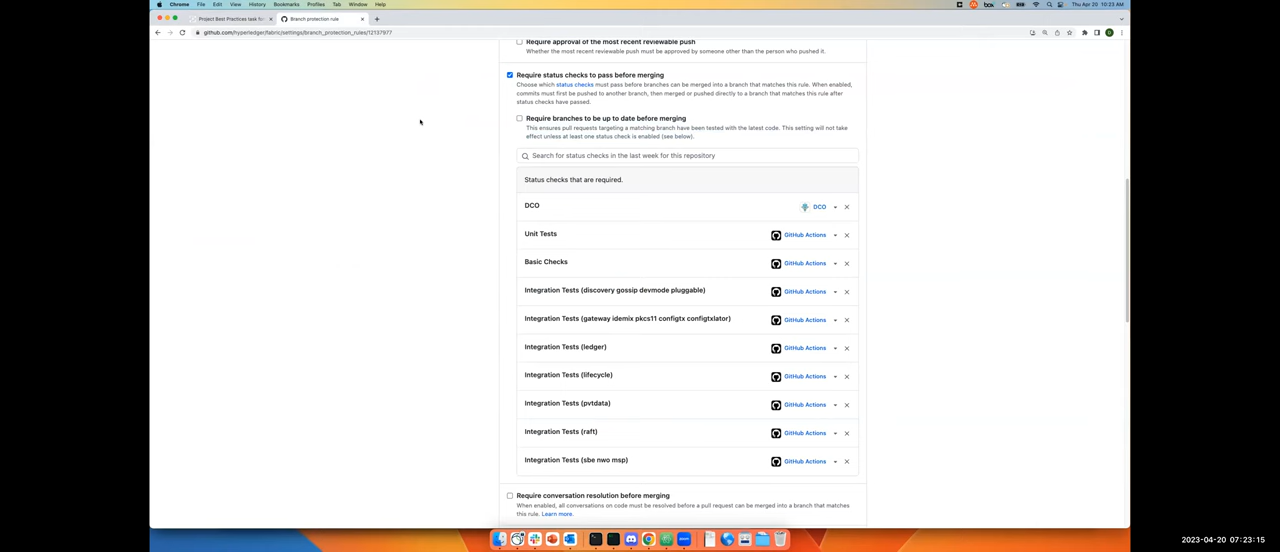 Chrome File Edit View History Bookmarks Profiles Tab Window Help
Thu Apr 20 10:23 AM
Project Best Practices task for
Branch protection rule
github.com/hyperledger/fabric/settings/branch_protection_rules/12137977
Require approval of the most recent reviewable push
Whether the most recent reviewable push must be approved by someone other than the person who pushed it.
Require status checks to pass before merging
Choose which status checks must pass before branches can be merged into a branch that matches this rule. When enabled,
commits must first be pushed to another branch, then merged or pushed directly to a branch that matches this rule after
status checks have passed.
Require branches to be up to date before merging
This ensures pull requests targeting a matching branch have been tested with the latest code. This setting will not take
effect unless at least one status check is enabled (see below).
Search for status checks in the last week for this repository
Status checks that are required.
DCO DCO
Unit Tests GitHub Actions
Basic Checks GitHub Actions
Integration Tests (discovery gossip devmode pluggable) GitHub Actions
Integration Tests (gateway idemix pkcs11 configtx configtxlator) GitHub Actions
Integration Tests (ledger) GitHub Actions
Integration Tests (lifecycle) GitHub Actions
Integration Tests (pvtdata) GitHub Actions
Integration Tests (raft) GitHub Actions
Integration Tests (sbe nwo msp) GitHub Actions
Require conversation resolution before merging
When enabled, all conversations on code must be resolved before a pull request can be merged into a branch that matches
this rule. Learn more.
2023-04-20 07:23:15